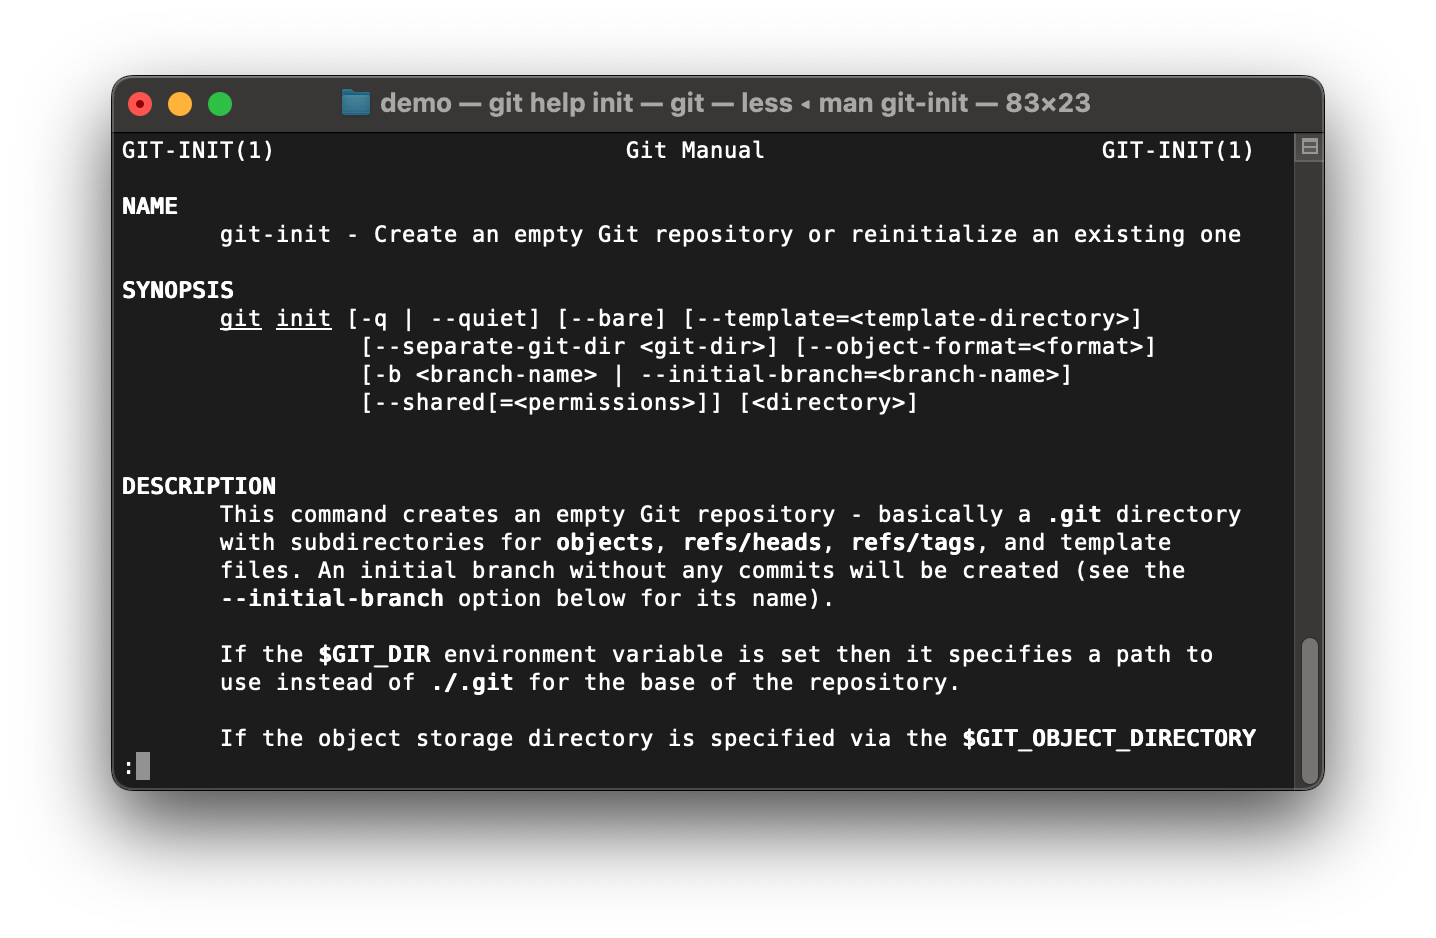 demo — git help init — git — less ◂ man git-init — 83×23
GIT-INIT(1) Git Manual GIT-INIT(1)
NAME
git-init - Create an empty Git repository or reinitialize an existing one
SYNOPSIS
git init [-q | --quiet] [--bare] [--template=<template-directory>]
[--separate-git-dir <git-dir>] [--object-format=<format>]
[-b <branch-name> | --initial-branch=<branch-name>]
[--shared[=<permissions>]] [<directory>]
DESCRIPTION
This command creates an empty Git repository - basically a .git directory
with subdirectories for objects, refs/heads, refs/tags, and template
files. An initial branch without any commits will be created (see the
--initial-branch option below for its name).
If the $GIT_DIR environment variable is set then it specifies a path to
use instead of ./.git for the base of the repository.
If the object storage directory is specified via the $GIT_OBJECT_DIRECTORY
: